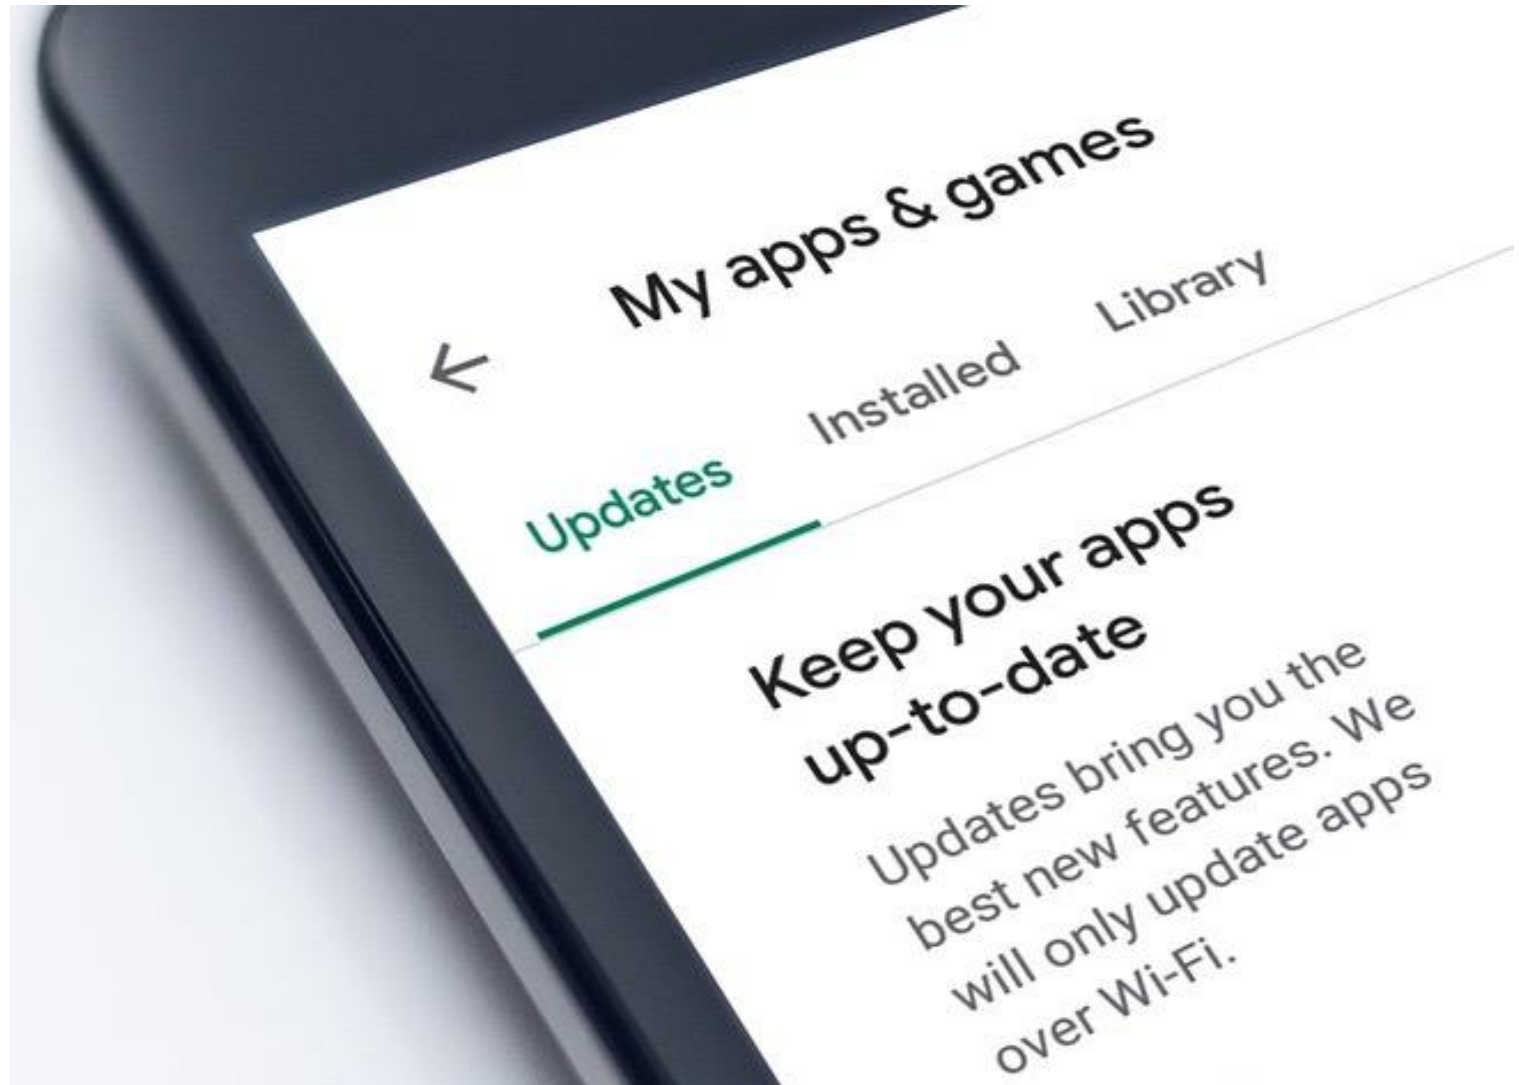 My apps & games
Updates Installed Library
Keep your apps
up-to-date
Updates bring you the
best new features. We
will only update apps
over Wi-Fi.